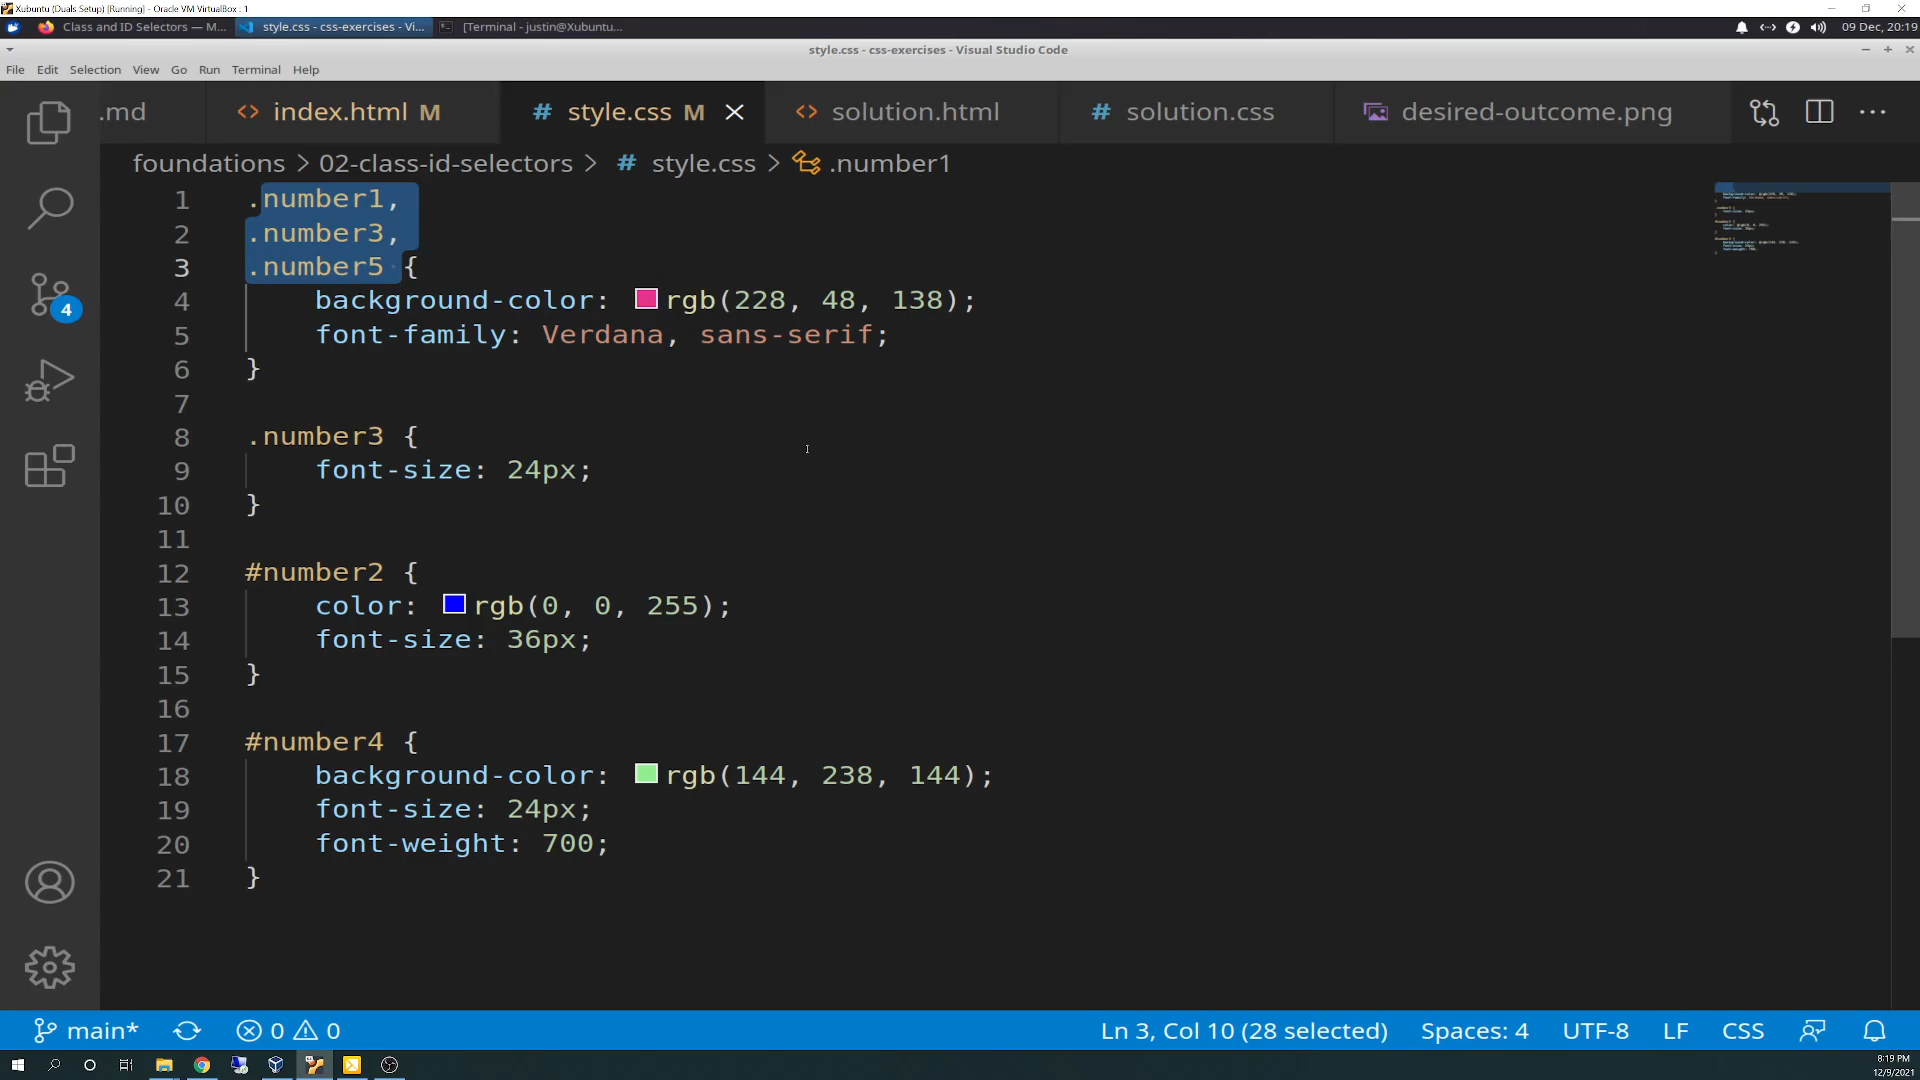 Xubuntu (Duals Setup) [Running] - Oracle VM VirtualBox : 1
Class and ID Selectors — M...
style.css - css-exercises - Vi...
[Terminal - justin@Xubuntu...
09 Dec, 20:19
style.css - css-exercises - Visual Studio Code
File Edit Selection View Go Run Terminal Help
.md
index.html M
# style.css M
solution.html
# solution.css
desired-outcome.png
foundations > 02-class-id-selectors > # style.css > .number1
1 .number1,
2 .number3,
3 .number5 {
4 background-color: rgb(228, 48, 138);
5 font-family: Verdana, sans-serif;
6 }
7
8 .number3 {
9 font-size: 24px;
10 }
11
12 #number2 {
13 color: rgb(0, 0, 255);
14 font-size: 36px;
15 }
16
17 #number4 {
18 background-color: rgb(144, 238, 144);
19 font-size: 24px;
20 font-weight: 700;
21 }
4
main* 0 0 Ln 3, Col 10 (28 selected) Spaces: 4 UTF-8 LF CSS
8:19 PM
12/9/2021